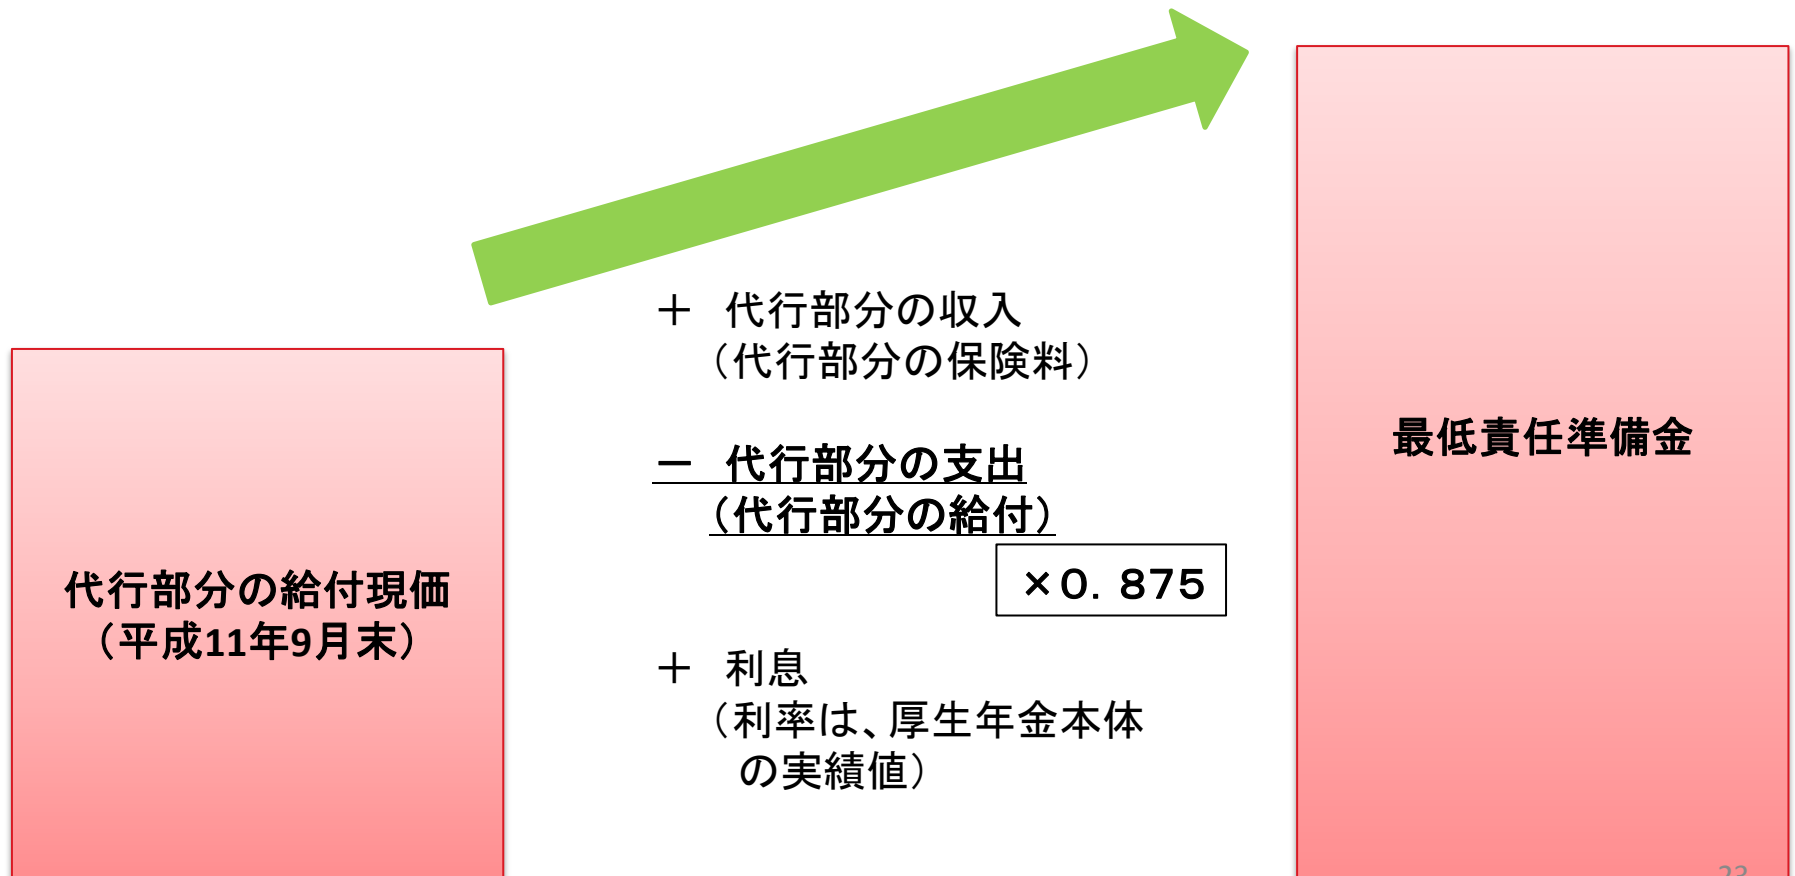 ＋　代行部分の収入
（代行部分の保険料）
－　代行部分の支出
（代行部分の給付）
×０．８７５
＋　利息
（利率は、厚生年金本体
の実績値）
代行部分の給付現価
（平成11年9月末）
最低責任準備金
23